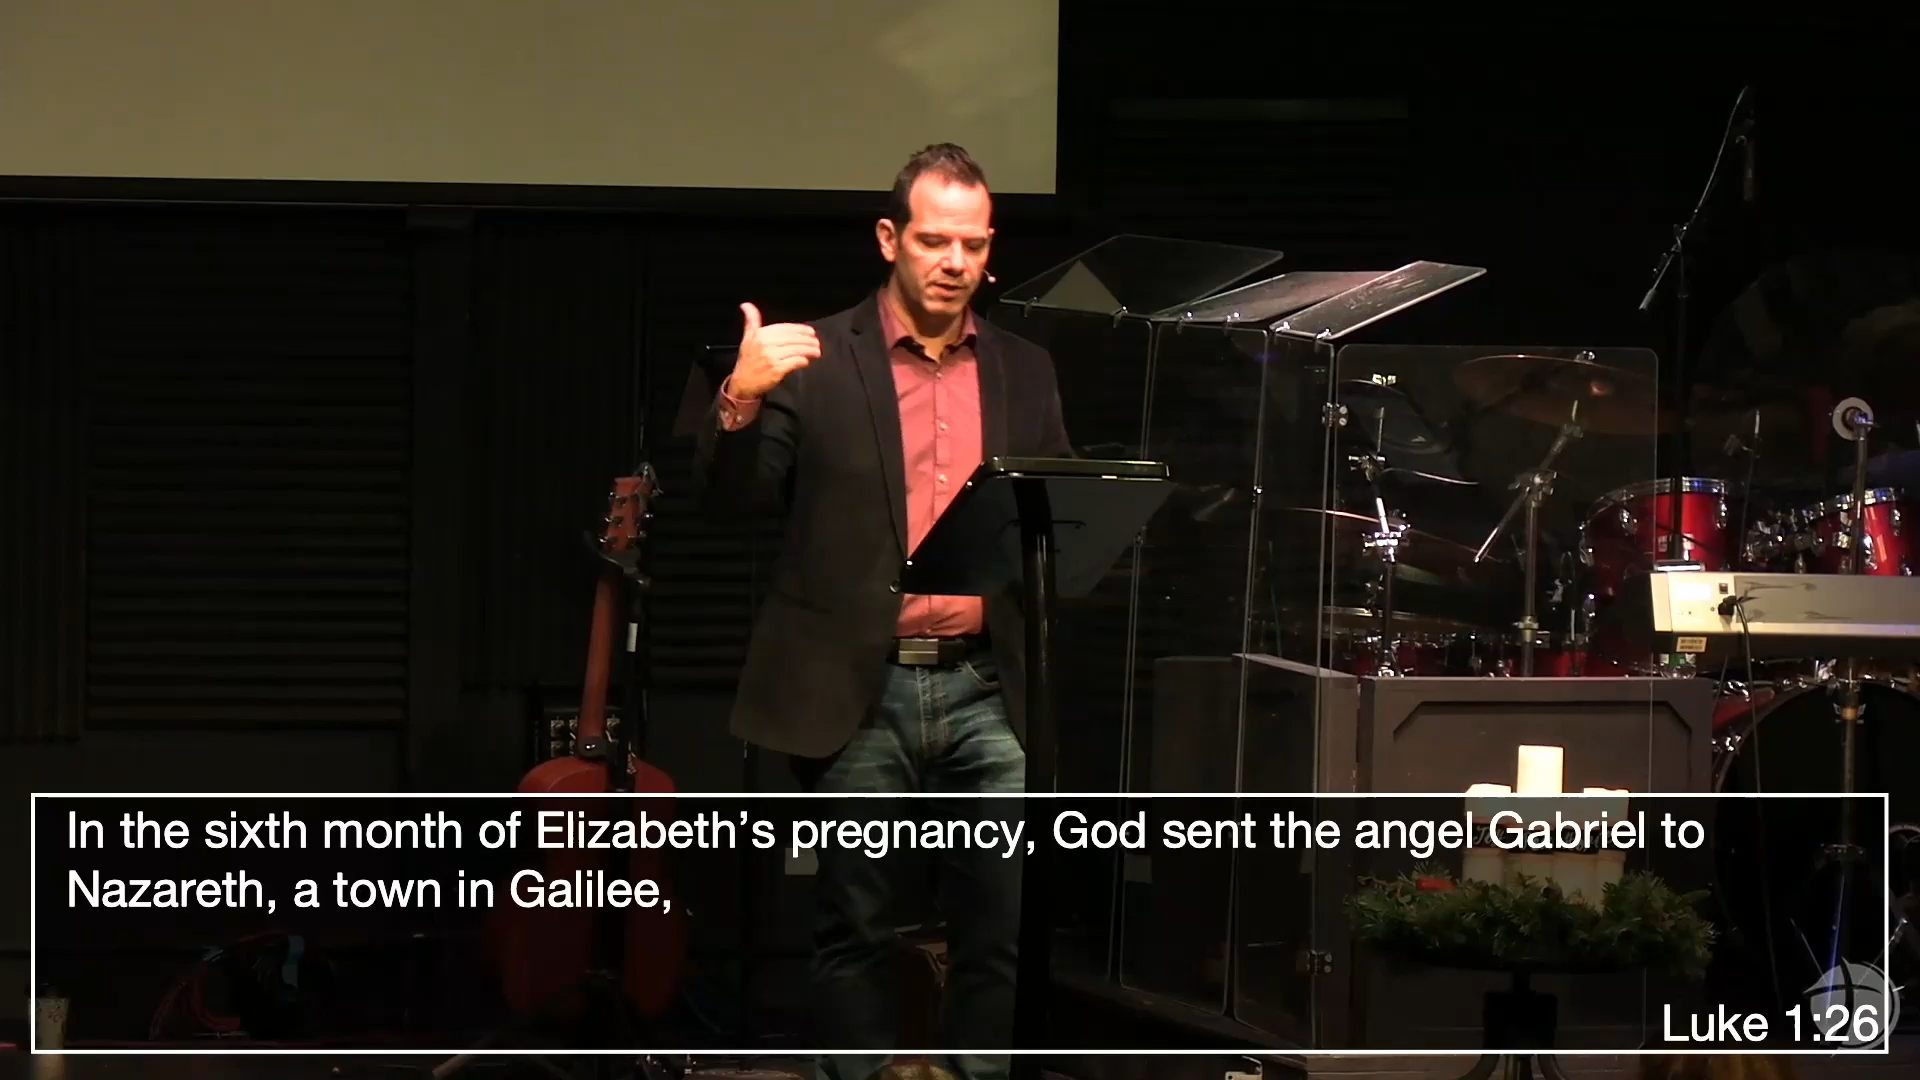 In the sixth month of Elizabeth’s pregnancy, God sent the angel Gabriel to
Nazareth, a town in Galilee,
Luke 1:26